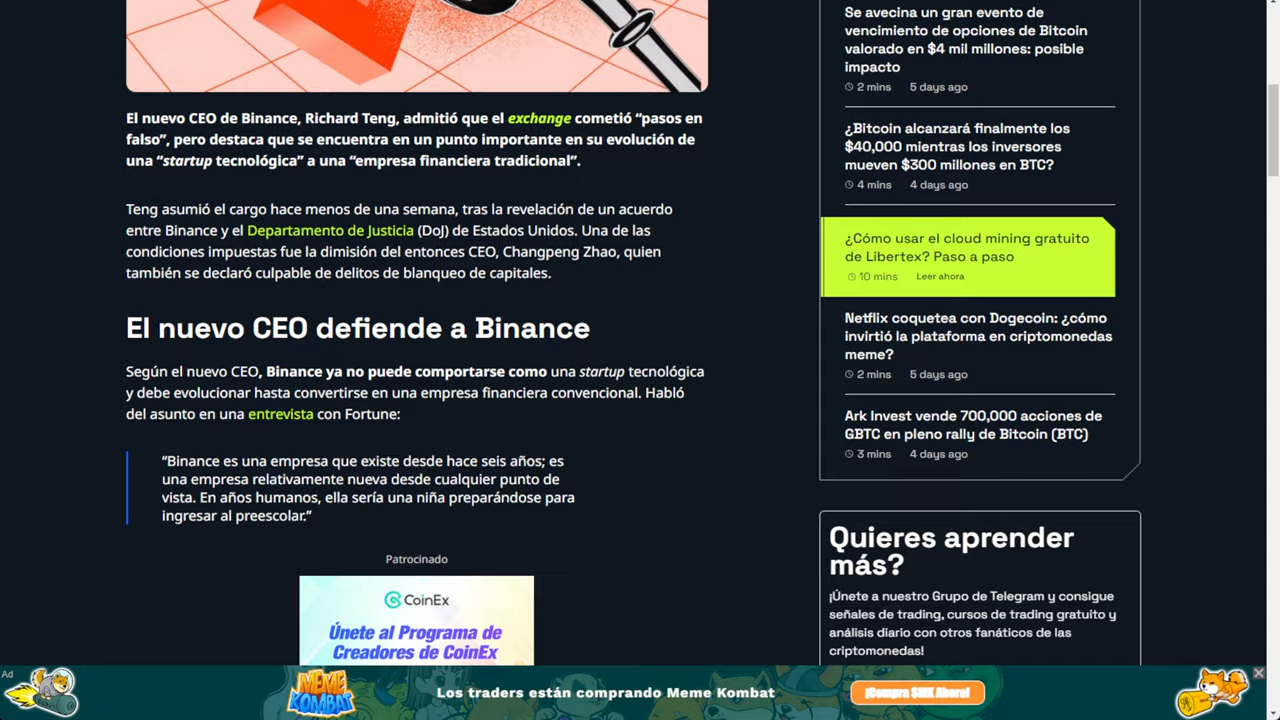 El nuevo CEO de Binance, Richard Teng, admitió que el exchange cometió “pasos en
falso”, pero destaca que se encuentra en un punto importante en su evolución de
una “startup tecnológica” a una “empresa financiera tradicional”.
Teng asumió el cargo hace menos de una semana, tras la revelación de un acuerdo
entre Binance y el Departamento de Justicia (DoJ) de Estados Unidos. Una de las
condiciones impuestas fue la dimisión del entonces CEO, Changpeng Zhao, quien
también se declaró culpable de delitos de blanqueo de capitales.
El nuevo CEO defiende a Binance
Según el nuevo CEO, Binance ya no puede comportarse como una startup tecnológica
y debe evolucionar hasta convertirse en una empresa financiera convencional. Habló
del asunto en una entrevista con Fortune:
“Binance es una empresa que existe desde hace seis años; es
una empresa relativamente nueva desde cualquier punto de
vista. En años humanos, ella sería una niña preparándose para
ingresar al preescolar.”
Patrocinado
CoinEx
Únete al Programa de
Creadores de CoinEx
Se avecina un gran evento de
vencimiento de opciones de Bitcoin
valorado en $4 mil millones: posible
impacto
2 mins 5 days ago
¿Bitcoin alcanzará finalmente los
$40,000 mientras los inversores
mueven $300 millones en BTC?
4 mins 4 days ago
¿Cómo usar el cloud mining gratuito
de Libertex? Paso a paso
10 mins Leer ahora
Netflix coquetea con Dogecoin: ¿cómo
invirtió la plataforma en criptomonedas
meme?
2 mins 5 days ago
Ark Invest vende 700,000 acciones de
GBTC en pleno rally de Bitcoin (BTC)
3 mins 4 days ago
Quieres aprender
más?
¡Únete a nuestro Grupo de Telegram y consigue
señales de trading, cursos de trading gratuito y
análisis diario con otros fanáticos de las
criptomonedas!
Ad
MEME
KOMBAT
Los traders están comprando Meme Kombat
¡Compra $MK Ahora!